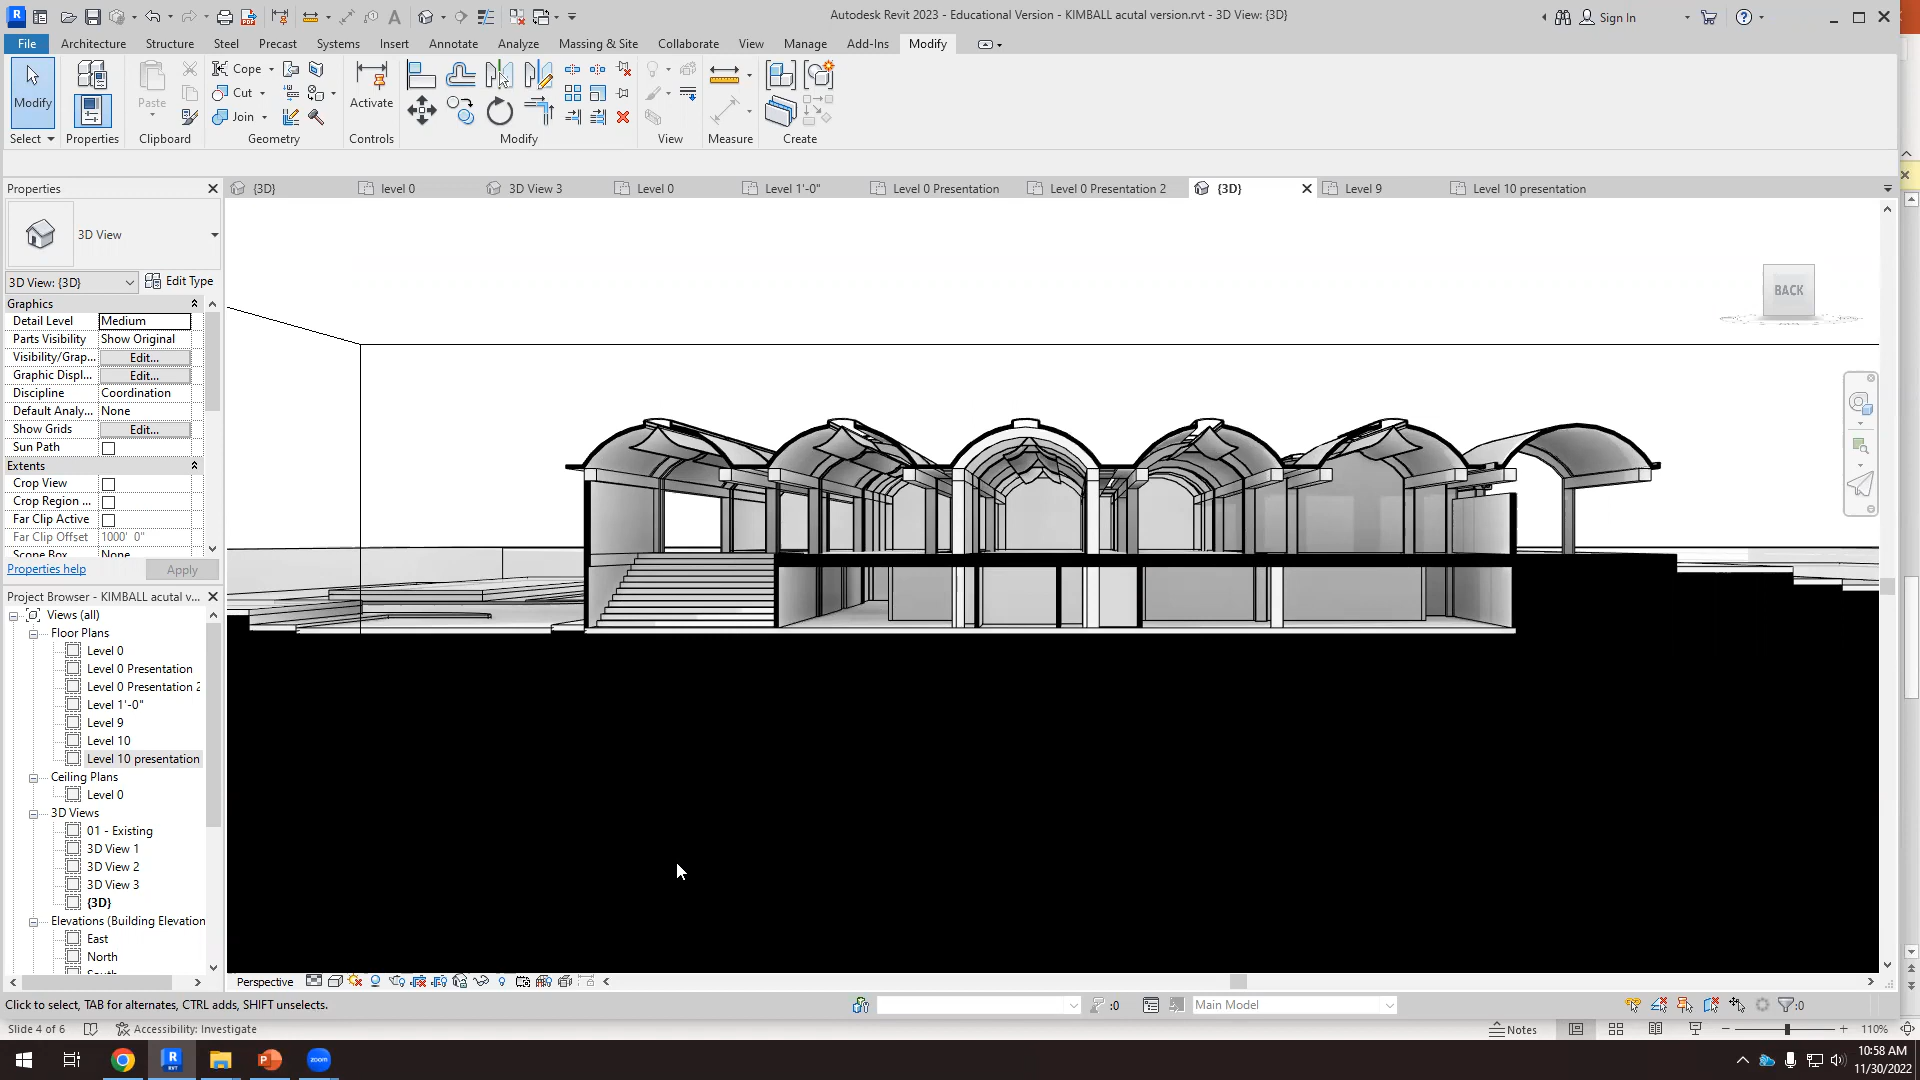 Autodesk Revit 2023 - Educational Version - KIMBALL acutal version.rvt - 3D View: {3D}
Sign In
File Architecture Structure Steel Precast Systems Insert Annotate Analyze Massing & Site Collaborate View Manage Add-Ins Modify
Modify Paste Cope Cut Join Activate
Select Properties Clipboard Geometry Controls Modify View Measure Create
Properties
{3D} level 0 3D View 3 Level 0 Level 1'-0" Level 0 Presentation Level 0 Presentation 2 {3D} Level 9 Level 10 presentation
3D View
3D View: {3D} Edit Type
Graphics
Detail Level Medium
Parts Visibility Show Original
Visibility/Grap... Edit...
Graphic Displ... Edit...
Discipline Coordination
Default Analy... None
Show Grids Edit...
Sun Path
Extents
Crop View
Crop Region ...
Far Clip Active
Far Clip Offset 1000' 0"
Scope Box None
Properties help Apply
BACK
Project Browser - KIMBALL acutal v...
Views (all)
Floor Plans
Level 0
Level 0 Presentation
Level 0 Presentation 2
Level 1'-0"
Level 9
Level 10
Level 10 presentation
Ceiling Plans
Level 0
3D Views
01 - Existing
3D View 1
3D View 2
3D View 3
{3D}
Elevations (Building Elevation
East
North
South
Perspective
Click to select, TAB for alternates, CTRL adds, SHIFT unselects.
:0
Main Model
:0
Slide 4 of 6
Accessibility: Investigate
Notes
110%
10:58 AM
11/30/2022